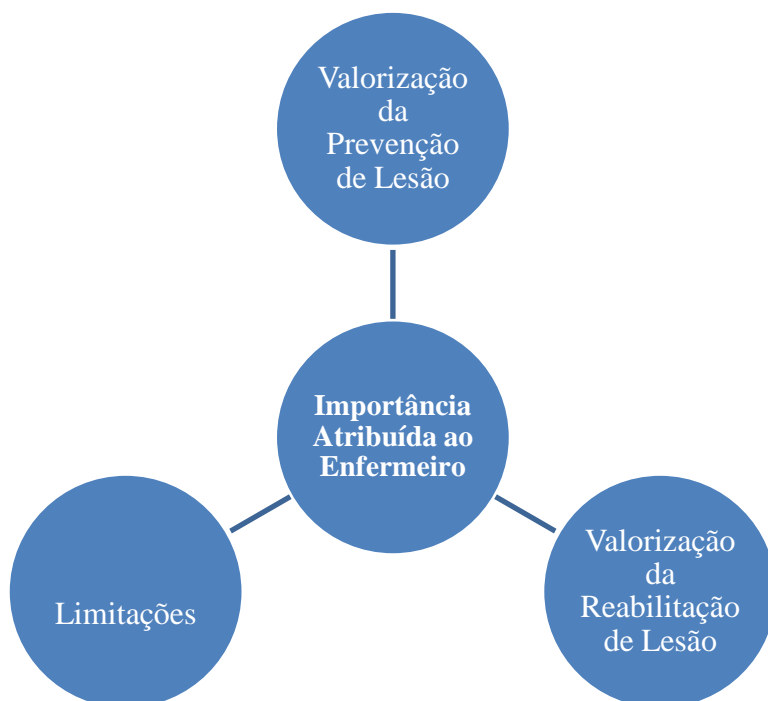 Valorização
da
Prevenção
de Lesão
Importância
Atribuída ao
Enfermeiro
Limitações
Valorização
da
Reabilitação
de Lesão